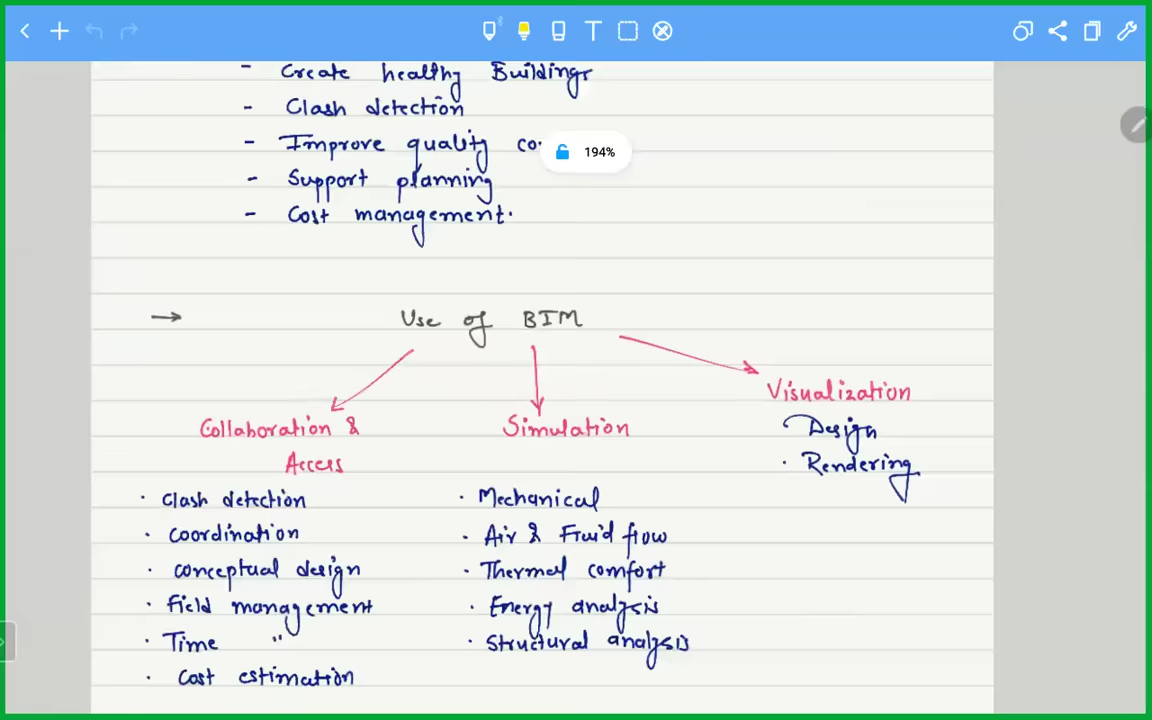 T
- Create healthy Buildings
- Clash detection
- Improve quality co
194%
- Support planning
- Cost management.
→ Use of BIM
Collaboration &
Access
· Clash detection
· Coordination
· conceptual design
· Field management
· Time "
· Cost estimation
Simulation
· Mechanical
· Air & Fluid flow
· Thermal comfort
· Energy analysis
· Structural analysis
Visualization
Design
· Rendering